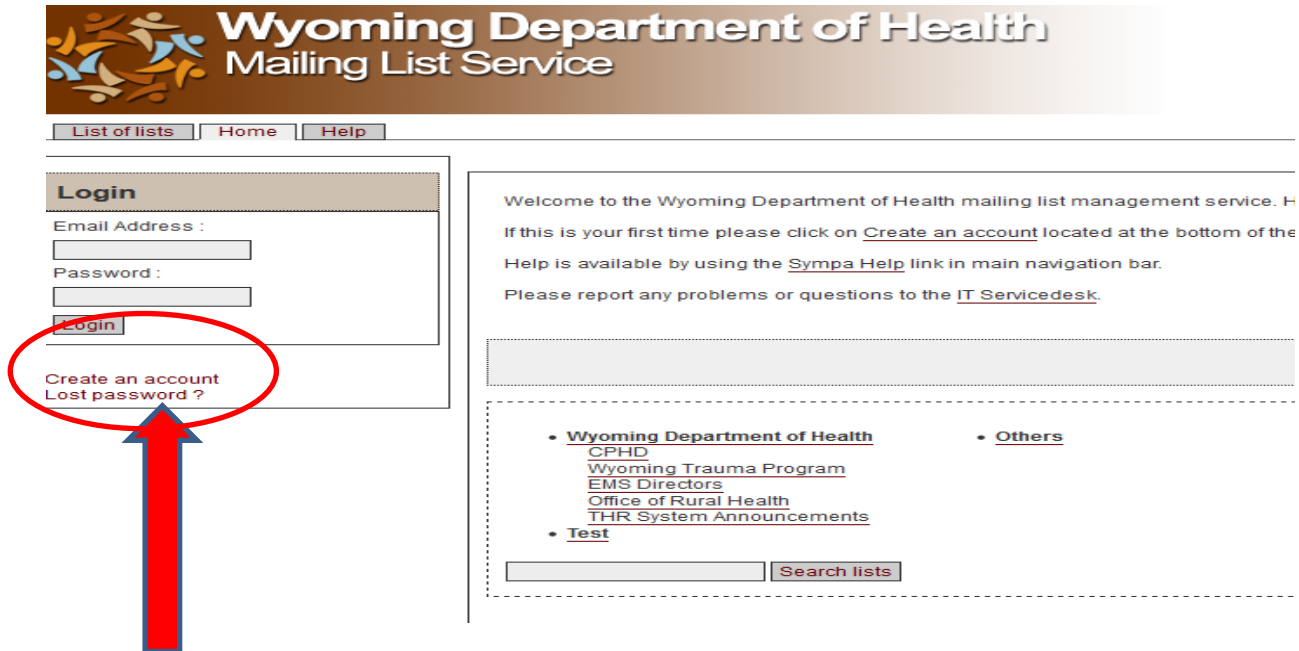 Wyoming Department of Health
Mailing List Service
List of lists Home Help
Login
Email Address :
Password :
Login
Create an account
Lost password ?
Welcome to the Wyoming Department of Health mailing list management service. H
If this is your first time please click on Create an account located at the bottom of the
Help is available by using the Sympa Help link in main navigation bar.
Please report any problems or questions to the IT Servicedesk.
• Wyoming Department of Health
CPHD
Wyoming Trauma Program
EMS Directors
Office of Rural Health
THR System Announcements
• Test
• Others
Search lists